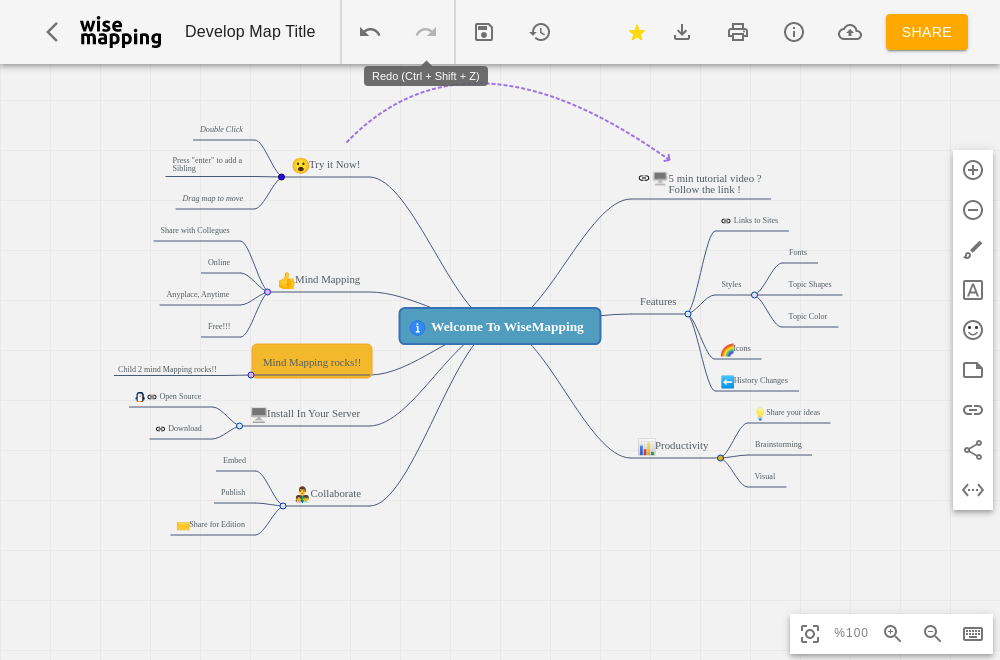 wise
mapping
Develop Map Title
SHARE
Redo (Ctrl + Shift + Z)
Double Click
Press "enter" to add a
Sibling
Drag map to move
Try it Now!
Share with Collegues
Online
Anyplace, Anytime
Free!!!
Mind Mapping
Child 2 mind Mapping rocks!!
Mind Mapping rocks!!
Open Source
Download
Install In Your Server
Embed
Publish
Share for Edition
Collaborate
Welcome To WiseMapping
5 min tutorial video ?
Follow the link !
Features
Links to Sites
Styles
Fonts
Topic Shapes
Topic Color
Icons
History Changes
Productivity
Share your ideas
Brainstorming
Visual
%100